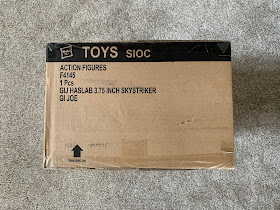 TOYS SIOC
ACTION FIGURES
F4145
1 Pcs
GIJ HASLAB 3.75 INCH SKYSTRIKER
GI JOE